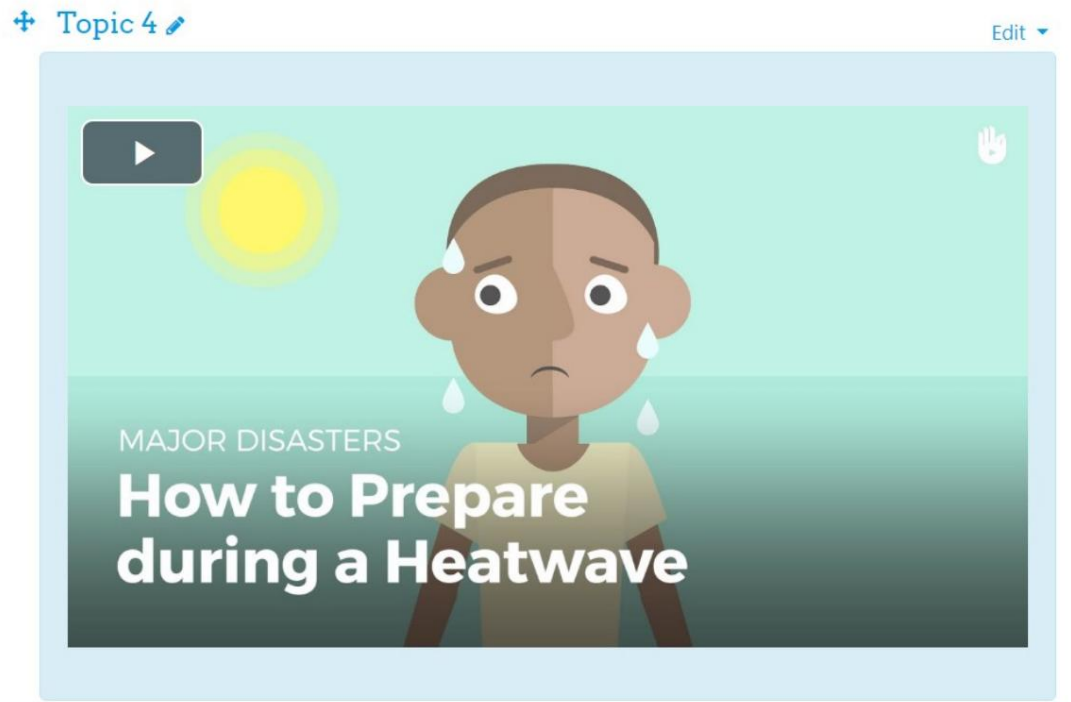 Topic 4
Edit
MAJOR DISASTERS
How to Prepare
during a Heatwave